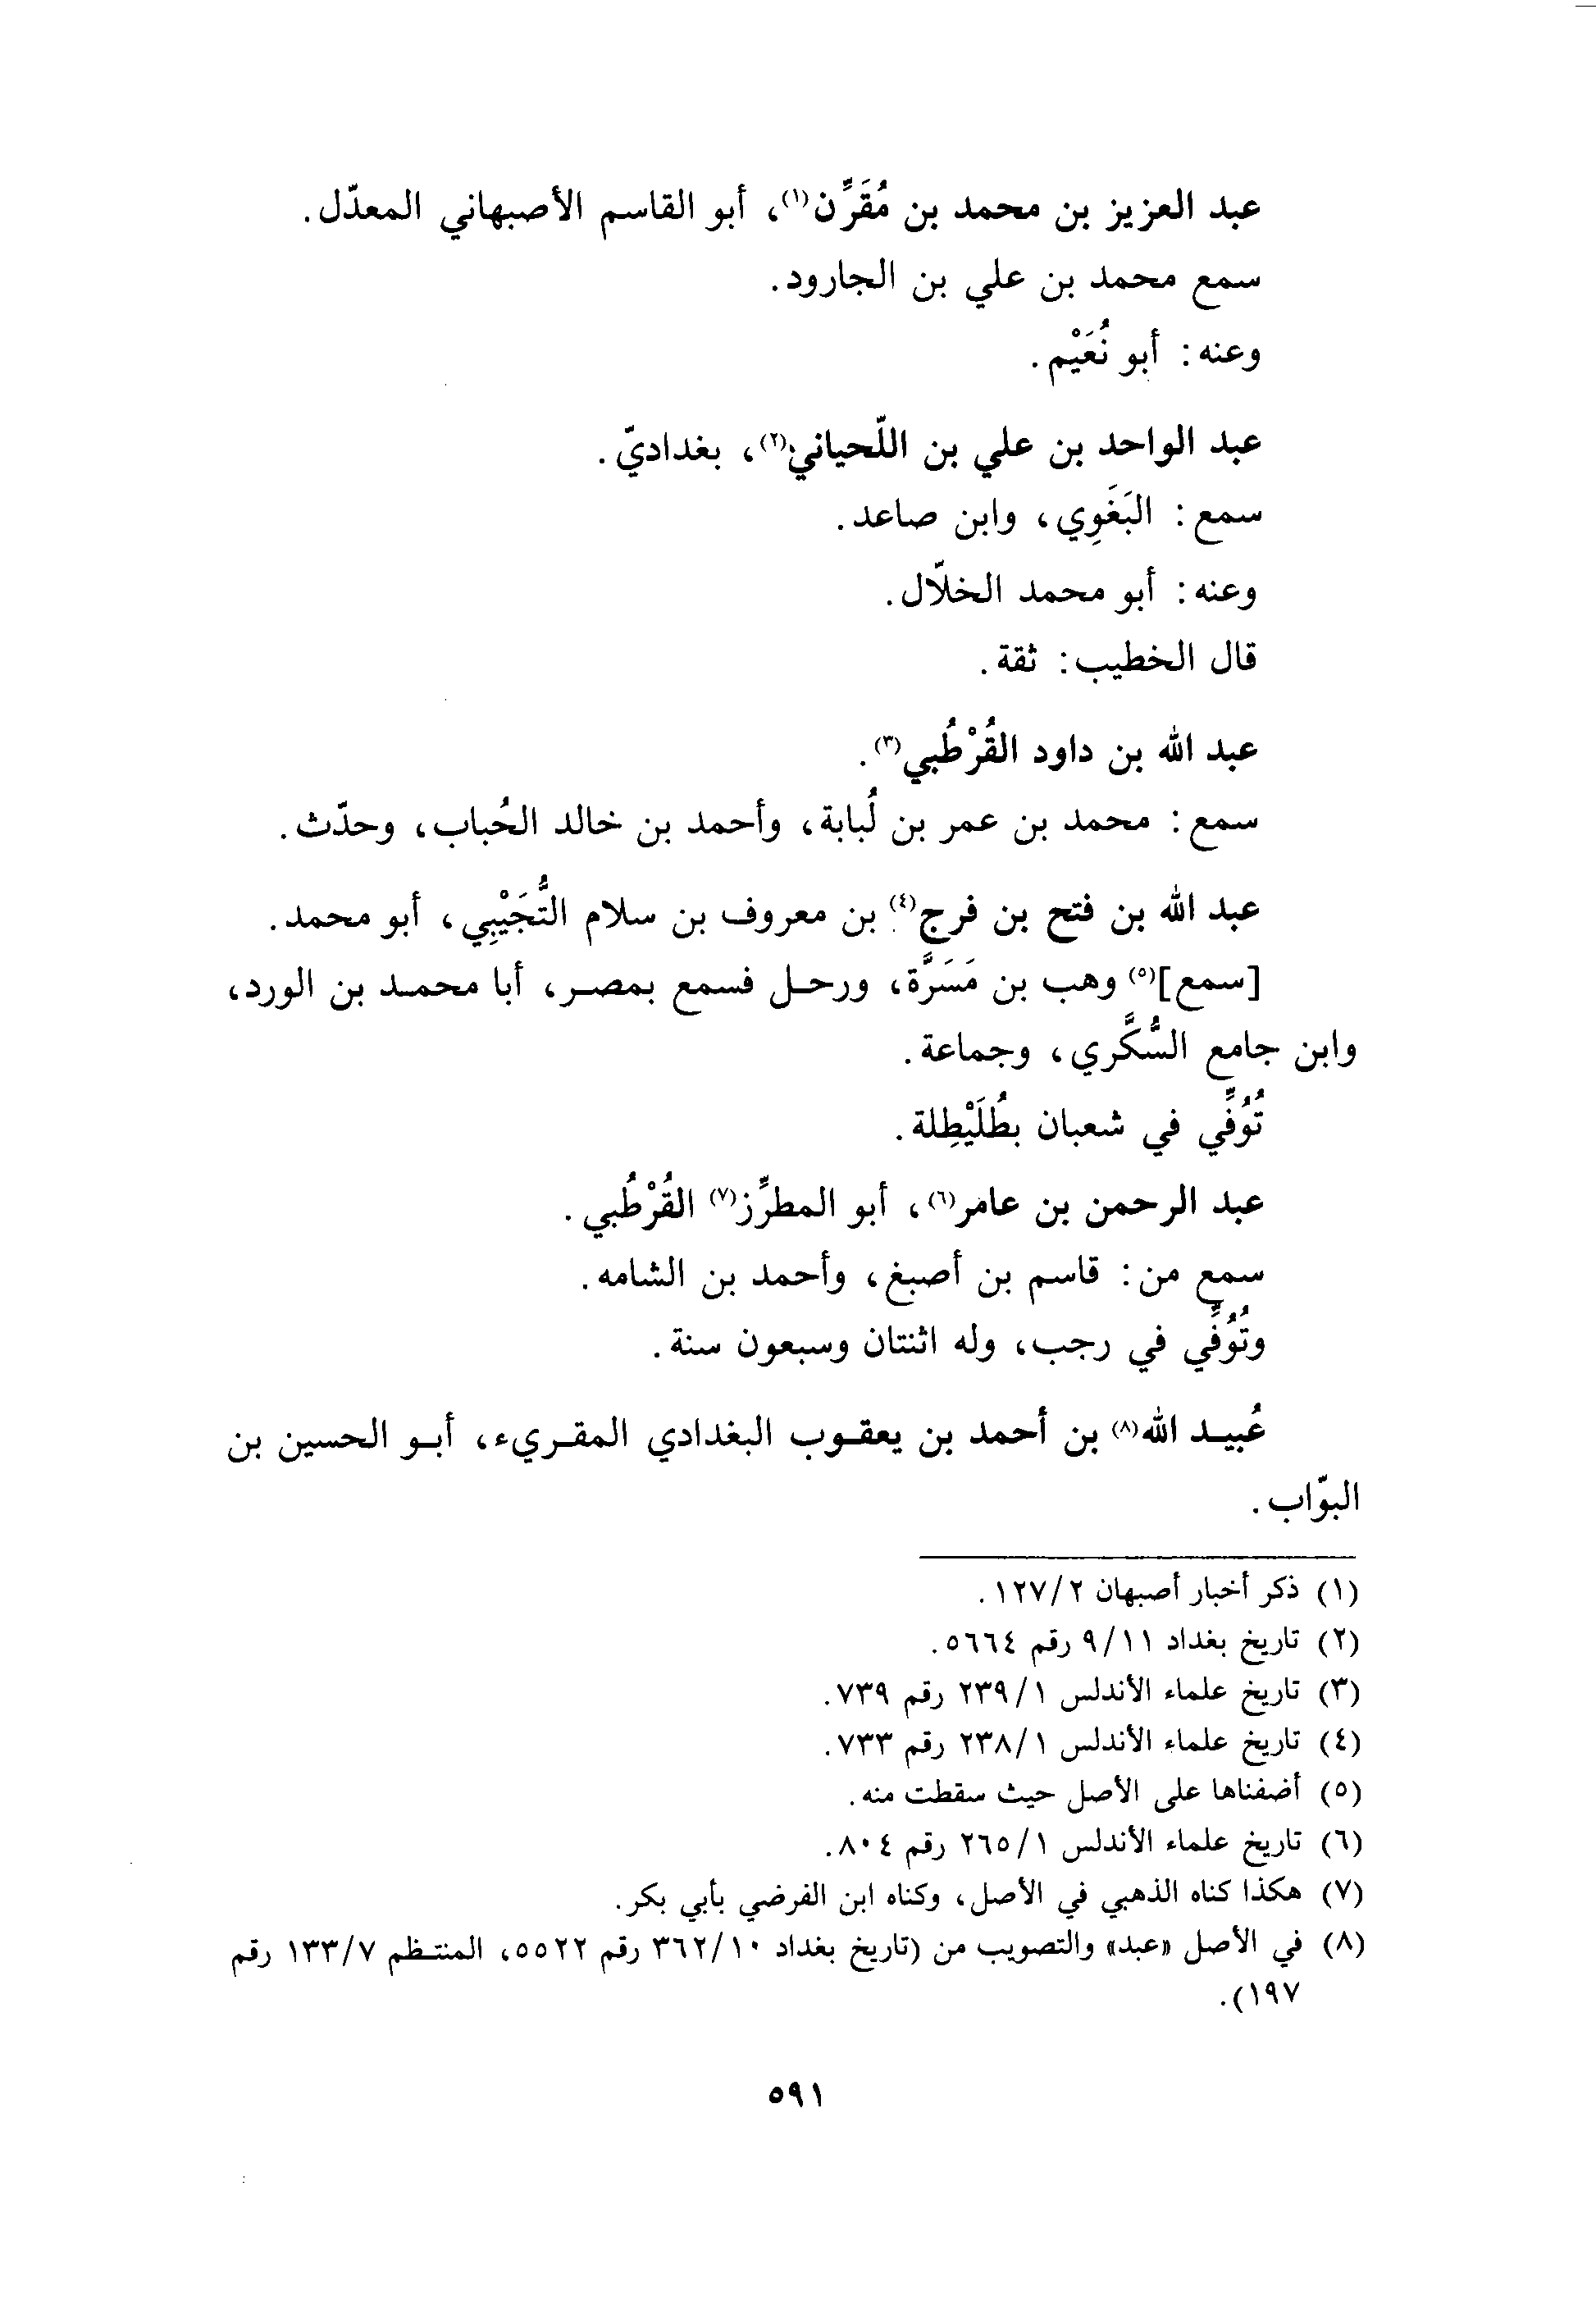 عبد العزيز بن محمد بن مُقَرِّن(١)، أبو القاسم الأصبهاني المعدّل.
سمع محمد بن علي بن الجارود.
وعنه: أبو نُعَيْم.
عبد الواحد بن علي بن اللّحياني(٢)، بغداديّ.
سمع: البَغَوِي، وابن صاعد.
وعنه: أبو محمد الخلّال.
قال الخطيب: ثقة.
عبد الله بن داود القُرْطُبي(٣).
سمع: محمد بن عمر بن لُبابة، وأحمد بن خالد الحُباب، وحدّث.
عبد الله بن فتح بن فرج(٤) بن معروف بن سلام التُّجَيْبِي، أبو محمد.
[سمع](٥) وهب بن مَسَرَّة، ورحل فسمع بمصر، أبا محمد بن الورد،
وابن جامع السُّكَّري، وجماعة.
تُوُفِّي في شعبان بطُلَيْطِلة.
عبد الرحمن بن عامر(٦)، أبو المطرِّز(٧) القُرْطُبي.
سمع من: قاسم بن أصبغ، وأحمد بن الشامه.
وتُوُفِّي في رجب، وله اثنتان وسبعون سنة.
عُبيد الله(٨) بن أحمد بن يعقوب البغدادي المقريء، أبو الحسين بن
البوّاب.
(١) ذكر أخبار أصبهان ١٢٧/٢.
(٢) تاريخ بغداد ٩/١١ رقم ٥٦٦٤.
(٣) تاريخ علماء الأندلس ٢٣٩/١ رقم ٧٣٩.
(٤) تاريخ علماء الأندلس ٢٣٨/١ رقم ٧٣٣.
(٥) أضفناها على الأصل حيث سقطت منه.
(٦) تاريخ علماء الأندلس ٢٦٥/١ رقم ٨٠٤.
(٧) هكذا كناه الذهبي في الأصل، وكناه ابن الفرضي بأبي بكر.
(٨) في الأصل «عبد» والتصويب من (تاريخ بغداد ٣٦٢/١٠ رقم ٥٥٢٢، المنتظم ١٣٣/٧ رقم
١٩٧).
٥٩١